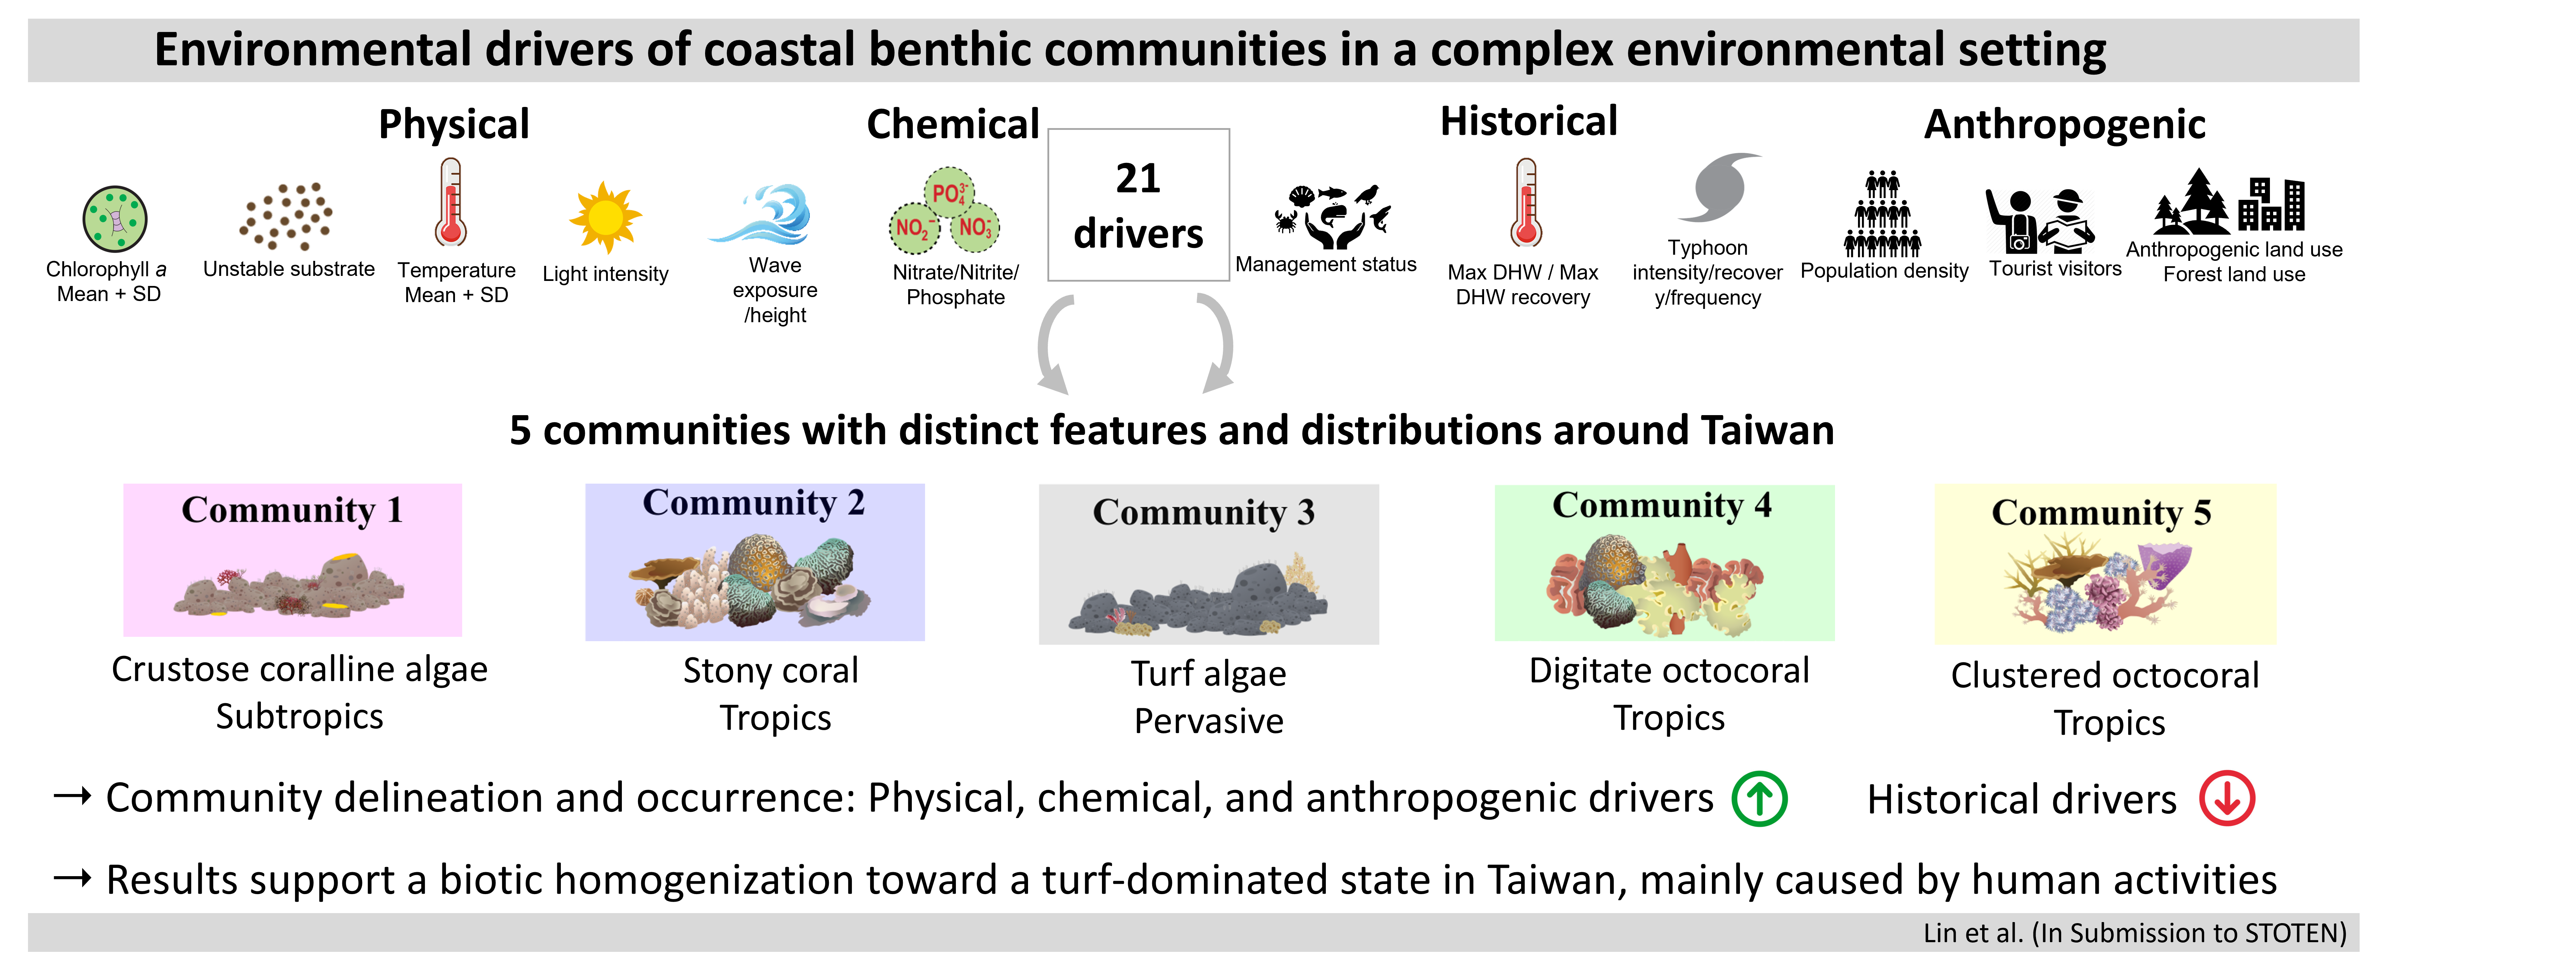 Environmental drivers of coastal benthic communities in a complex environmental setting
Physical
Chemical
21
drivers
Historical
Anthropogenic
PO₄³⁻
NO₂⁻
NO₃⁻
Chlorophyll a
Mean + SD
Unstable substrate
Temperature
Mean + SD
Light intensity
Wave
exposure
/height
Nitrate/Nitrite/
Phosphate
Management status
Max DHW / Max
DHW recovery
Typhoon
intensity/recover
y/frequency
Population density
Tourist visitors
Anthropogenic land use
Forest land use
5 communities with distinct features and distributions around Taiwan
Community 1
Crustose coralline algae
Subtropics
Community 2
Stony coral
Tropics
Community 3
Turf algae
Pervasive
Community 4
Digitate octocoral
Tropics
Community 5
Clustered octocoral
Tropics
→ Community delineation and occurrence: Physical, chemical, and anthropogenic drivers
Historical drivers
→ Results support a biotic homogenization toward a turf-dominated state in Taiwan, mainly caused by human activities
Lin et al. (In Submission to STOTEN)